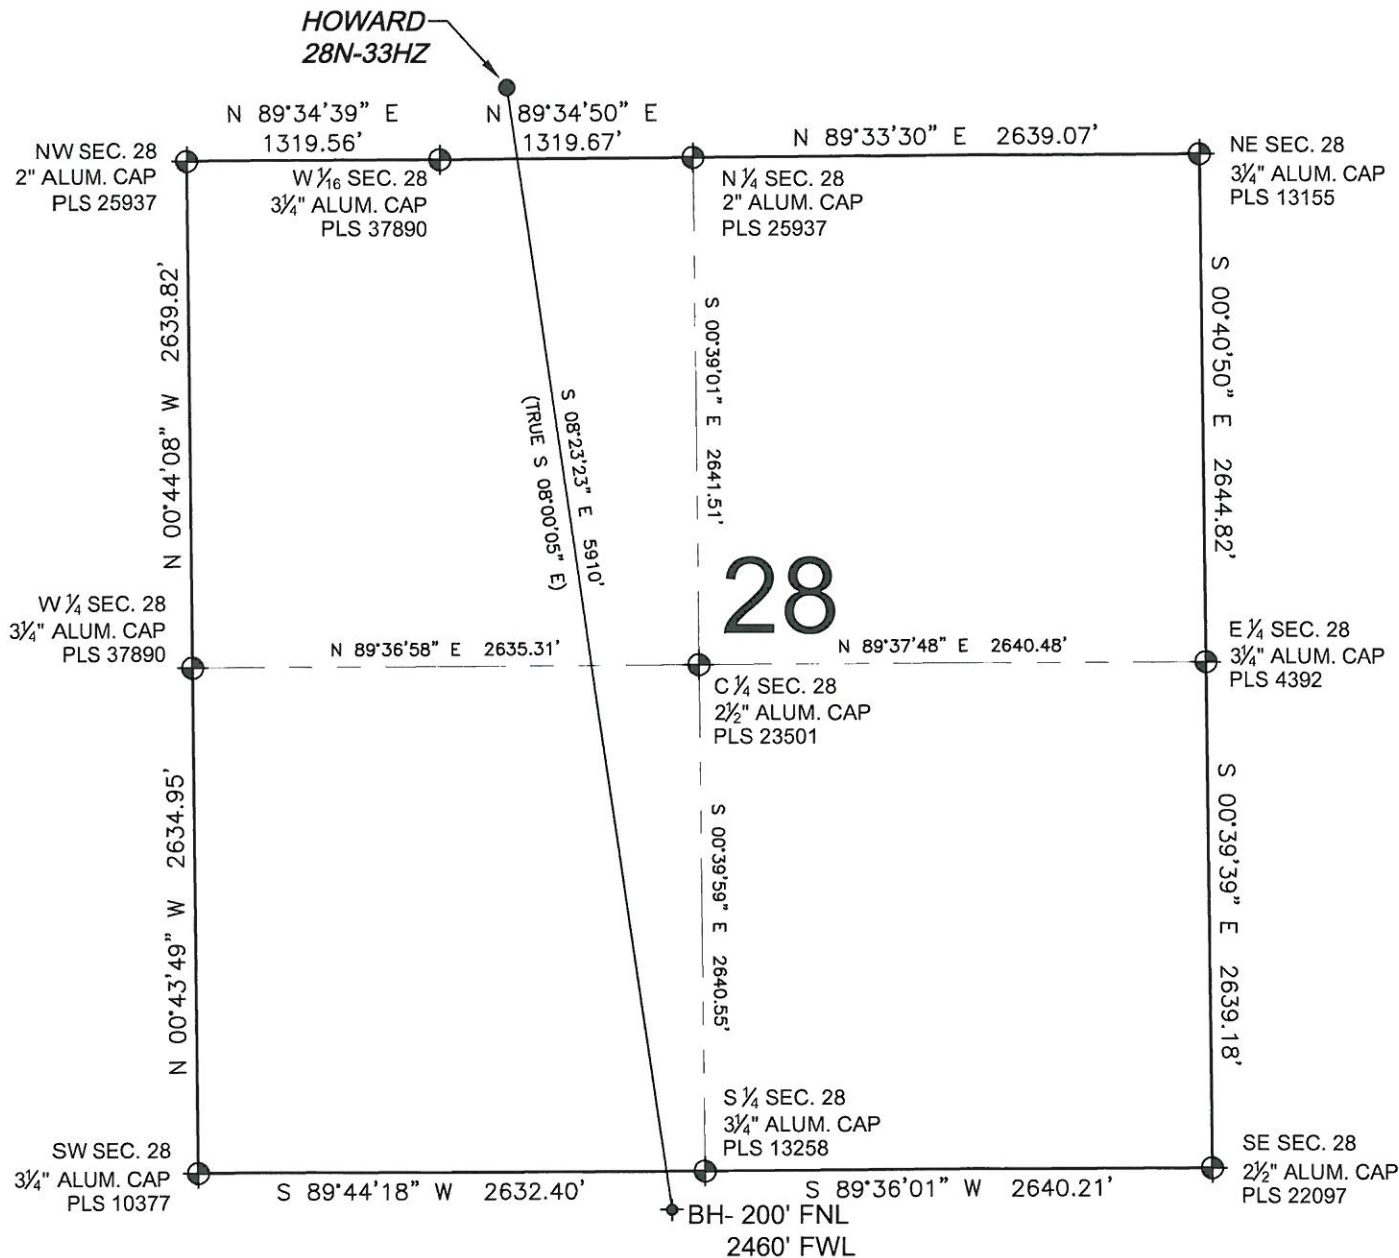 HOWARD
28N-33HZ
N 89°34'39" E
1319.56'
N 89°34'50" E
1319.67'
N 89°33'30" E 2639.07'
NW SEC. 28
2" ALUM. CAP
PLS 25937
W 1/16 SEC. 28
3¼" ALUM. CAP
PLS 37890
N ¼ SEC. 28
2" ALUM. CAP
PLS 25937
NE SEC. 28
3¼" ALUM. CAP
PLS 13155
N 00°44'08" W 2639.82'
S 08°23'23" E 5910'
(TRUE S 08°00'05" E)
S 00°39'01" E 2641.51'
S 00°40'50" E 2644.82'
28
W ¼ SEC. 28
3¼" ALUM. CAP
PLS 37890
N 89°36'58" E 2635.31'
N 89°37'48" E 2640.48'
E ¼ SEC. 28
3¼" ALUM. CAP
PLS 4392
C ¼ SEC. 28
2½" ALUM. CAP
PLS 23501
N 00°43'49" W 2634.95'
S 00°39'59" E 2640.55'
S 00°39'39" E 2639.18'
S ¼ SEC. 28
3¼" ALUM. CAP
PLS 13258
SW SEC. 28
3¼" ALUM. CAP
PLS 10377
S 89°44'18" W 2632.40'
S 89°36'01" W 2640.21'
SE SEC. 28
2½" ALUM. CAP
PLS 22097
BH- 200' FNL
2460' FWL